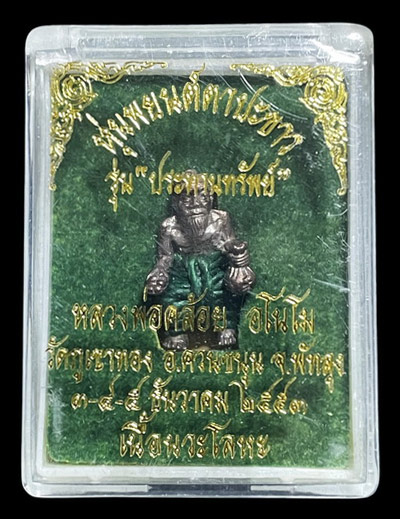 หุ่นพยนต์ตาปะขาว
รุ่น "ประทานทรัพย์"
หลวงพ่อคล้อย อโนโม
วัดภูเขาทอง อ.ควนขนุน จ.พัทลุง
๓-๔-๕ ธันวาคม ๒๕๕๓
เนื้อนวะโลหะ